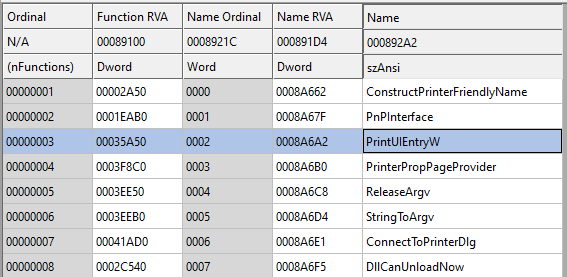 Ordinal Function RVA Name Ordinal Name RVA Name
N/A 00089100 0008921C 000891D4 000892A2
(nFunctions) Dword Word Dword szAnsi
00000001 00002A50 0000 0008A662 ConstructPrinterFriendlyName
00000002 0001EAB0 0001 0008A67F PnPInterface
00000003 00035A50 0002 0008A6A2 PrintUIEntryW
00000004 0003F8C0 0003 0008A6B0 PrinterPropPageProvider
00000005 0003EE50 0004 0008A6C8 ReleaseArgv
00000006 0003EEB0 0005 0008A6D4 StringToArgv
00000007 00041AD0 0006 0008A6E1 ConnectToPrinterDlg
00000008 0002C540 0007 0008A6F5 DllCanUnloadNow